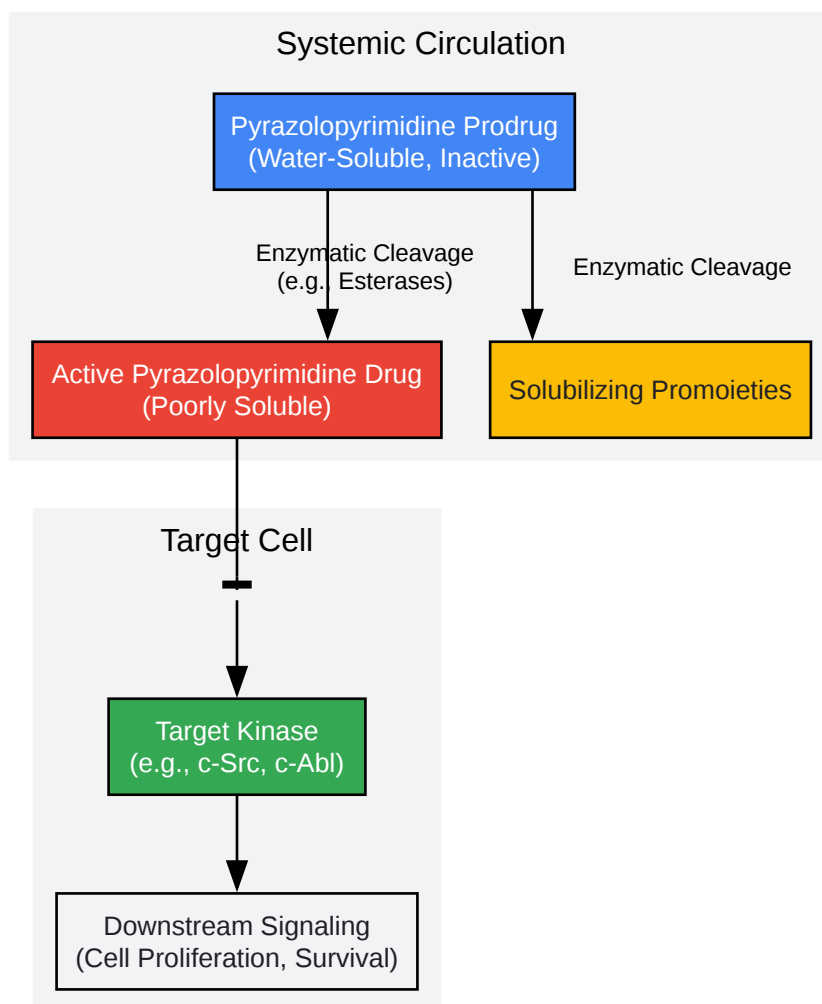 Systemic Circulation
Pyrazolopyrimidine Prodrug
(Water-Soluble, Inactive)
Enzymatic Cleavage
(e.g., Esterases)
Enzymatic Cleavage
Active Pyrazolopyrimidine Drug
(Poorly Soluble)
Solubilizing Promoieties
Target Cell
Target Kinase
(e.g., c-Src, c-Abl)
Downstream Signaling
(Cell Proliferation, Survival)